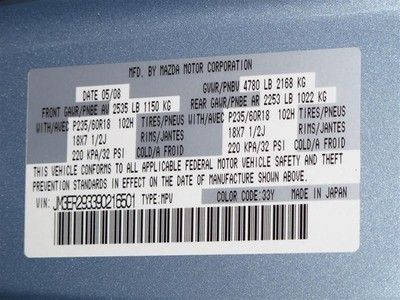 MFD. BY MAZDA MOTOR CORPORATION
DATE 05/08 GVWR/PNBV 4780 LB 2168 KG
FRONT GAWR/PNBE AV 2535 LB 1150 KG REAR GAWR/PNBE AR 2253 LB 1022 KG
WITH/AVEC P235/60R18 102H TIRES/PNEUS WITH/AVEC P235/60R18 102H TIRES/PNEUS
18X7 1/2J RIMS/JANTES 18X7 1/2J RIMS/JANTES
220 KPA/32 PSI COLD/A FROID 220 KPA/32 PSI COLD/A FROID
THIS VEHICLE CONFORMS TO ALL APPLICABLE FEDERAL MOTOR VEHICLE SAFETY AND THEFT
PREVENTION STANDARDS IN EFFECT ON THE DATE OF MANUFACTURE SHOWN ABOVE.
VIN: JM3ER293390216501 TYPE: MPV COLOR CODE: 33Y MADE IN JAPAN